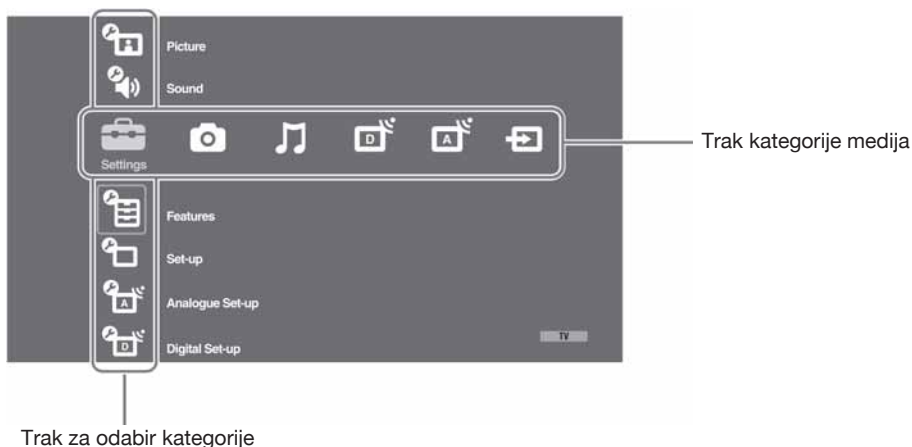 Picture
Sound
Settings
D
A
Trak kategorije medija
Features
Set-up
A
Analogue Set-up
D
Digital Set-up
TV
Trak za odabir kategorije